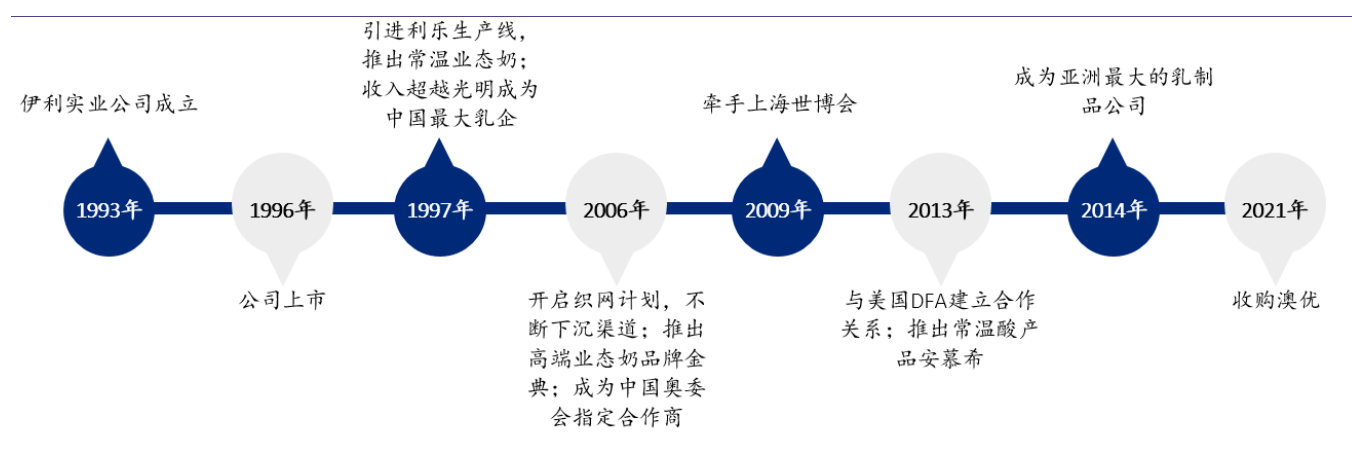 伊利实业公司成立
1993年
1996年
公司上市
引进利乐生产线，
推出常温业态奶；
收入超越光明成为
中国最大乳企
1997年
2006年
开启织网计划，不
断下沉渠道；推出
高端业态奶品牌金
典；成为中国奥委
会指定合作商
牵手上海世博会
2009年
2013年
与美国DFA建立合作
关系；推出常温酸产
品安慕希
成为亚洲最大的乳制
品公司
2014年
2021年
收购澳优